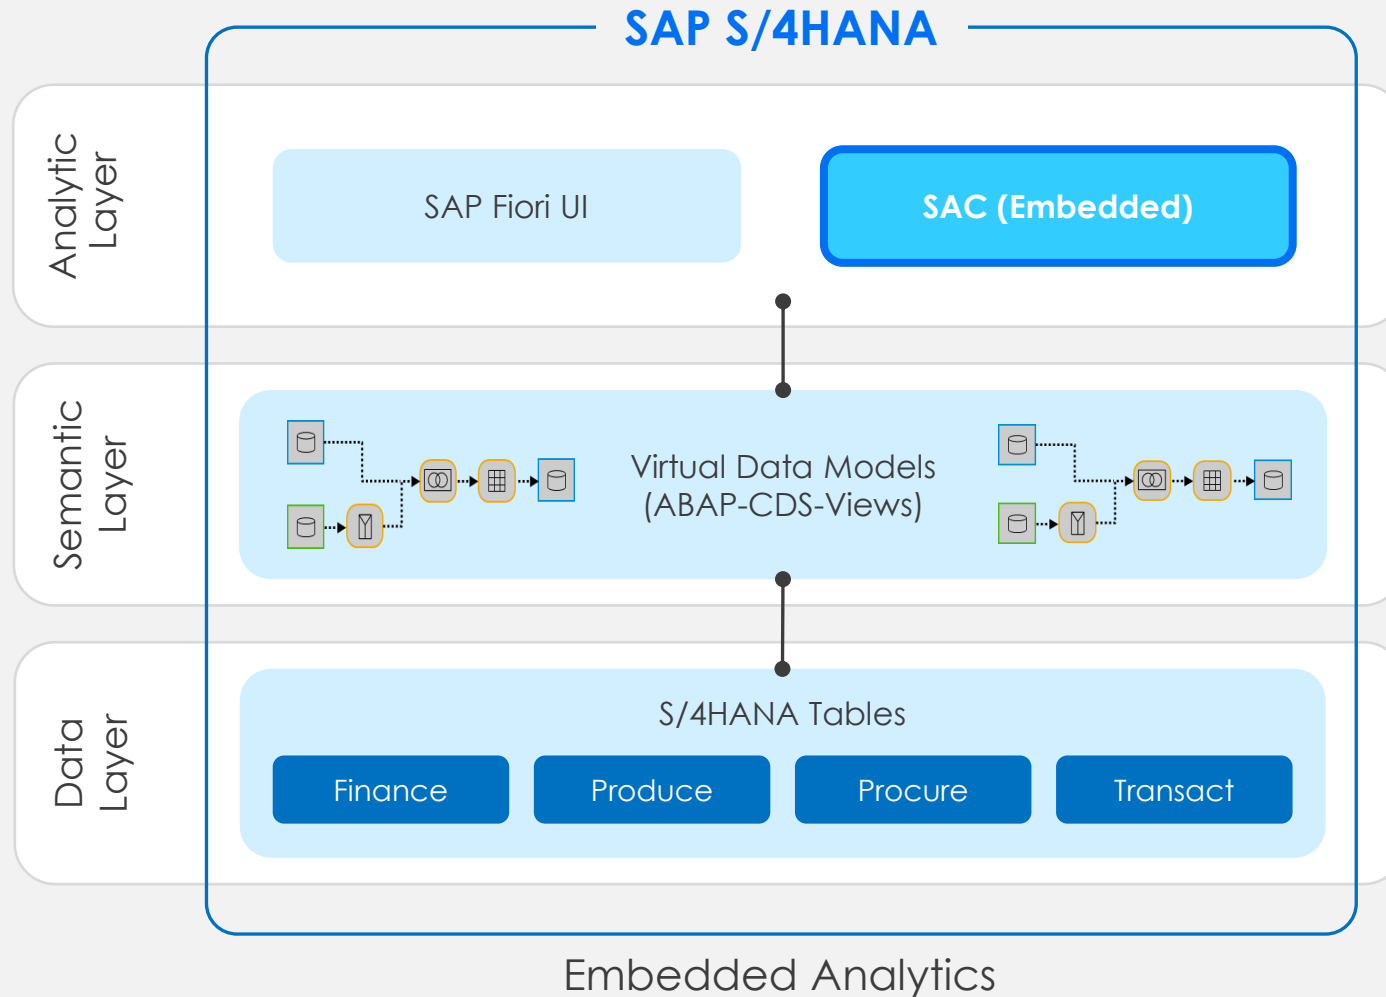 SAP S/4HANA
Analytic
Layer
SAP Fiori UI
SAC (Embedded)
Semantic
Layer
Virtual Data Models
(ABAP-CDS-Views)
Data
Layer
S/4HANA Tables
Finance
Produce
Procure
Transact
Embedded Analytics